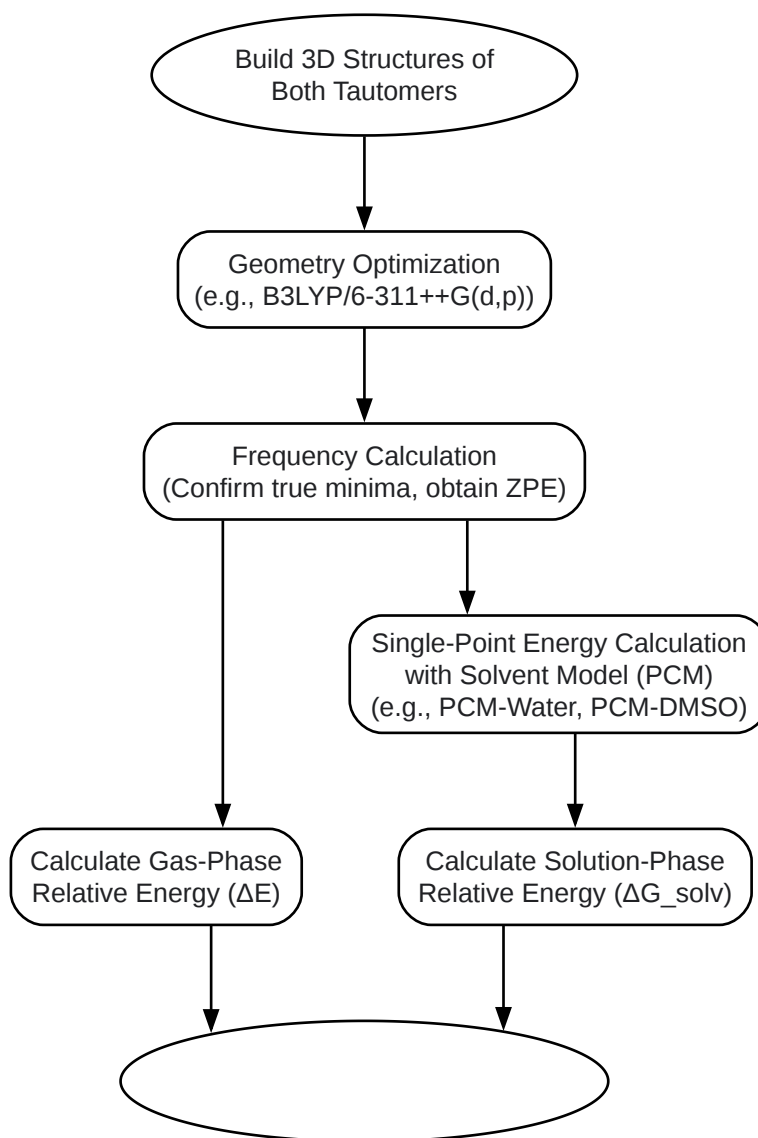 Build 3D Structures of
Both Tautomers
Geometry Optimization
(e.g., B3LYP/6-311++G(d,p))
Frequency Calculation
(Confirm true minima, obtain ZPE)
Single-Point Energy Calculation
with Solvent Model (PCM)
(e.g., PCM-Water, PCM-DMSO)
Calculate Gas-Phase
Relative Energy (ΔE)
Calculate Solution-Phase
Relative Energy (ΔG_solv)